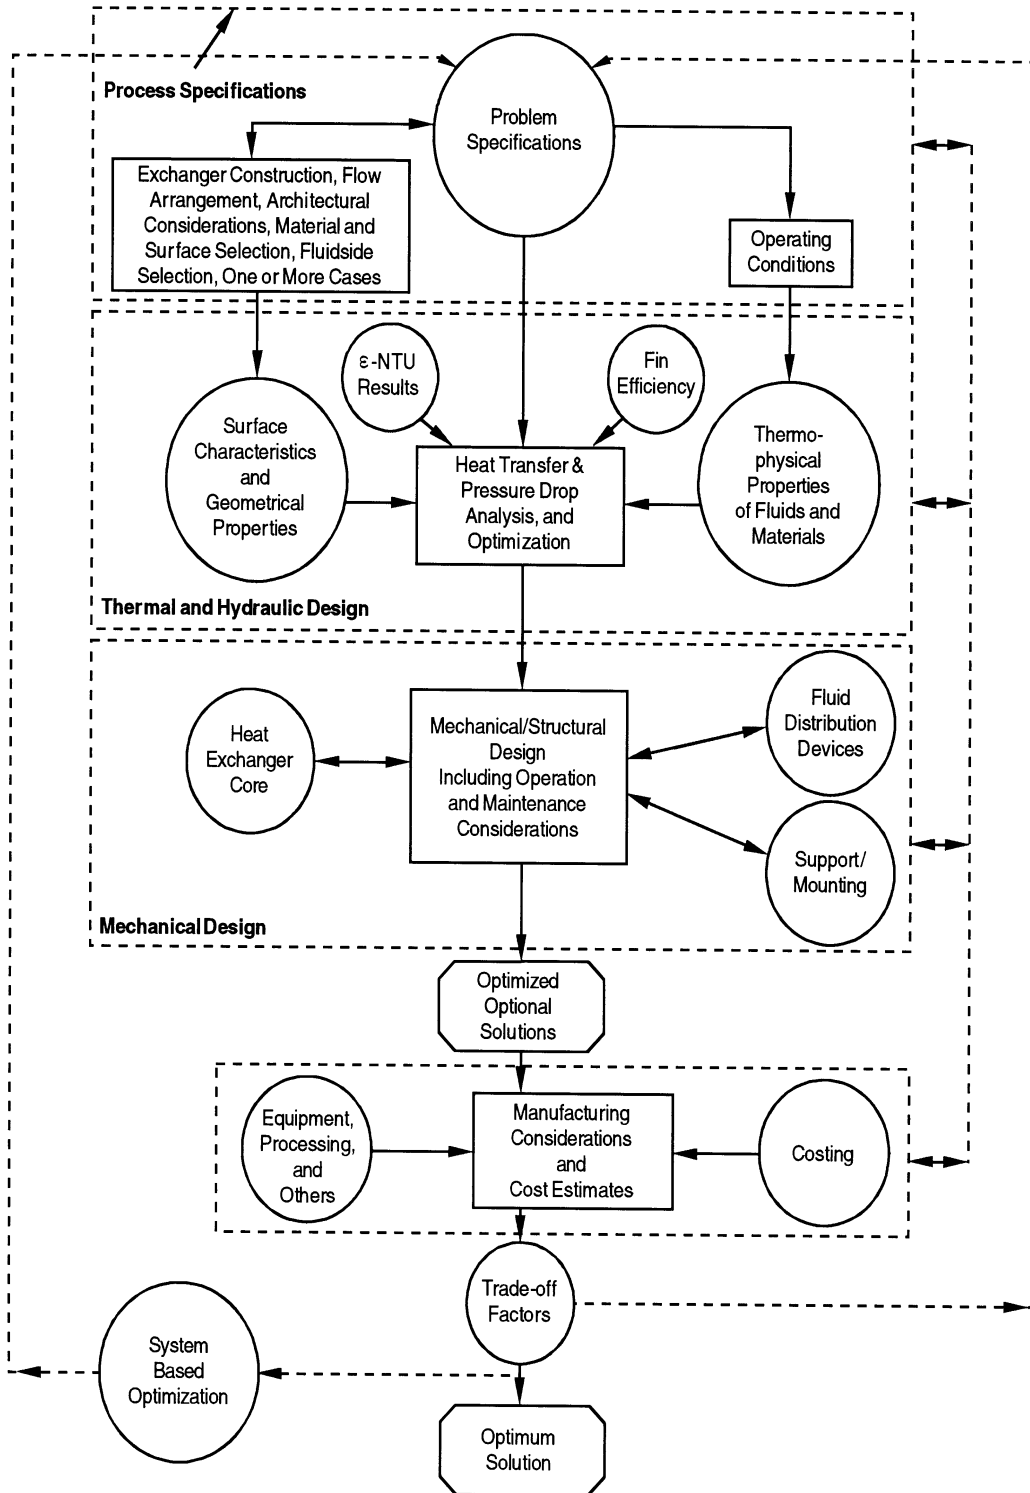 Process Specifications
Problem
Specifications
Exchanger Construction, Flow
Arrangement, Architectural
Considerations, Material and
Surface Selection, Fluidside
Selection, One or More Cases
Operating
Conditions
ε-NTU
Results
Fin
Efficiency
Surface
Characteristics
and
Geometrical
Properties
Heat Transfer &
Pressure Drop
Analysis, and
Optimization
Thermo-
physical
Properties
of Fluids and
Materials
Thermal and Hydraulic Design
Heat
Exchanger
Core
Mechanical/Structural
Design
Including Operation
and Maintenance
Considerations
Fluid
Distribution
Devices
Support/
Mounting
Mechanical Design
Optimized
Optional
Solutions
Equipment,
Processing,
and
Others
Manufacturing
Considerations
and
Cost Estimates
Costing
Trade-off
Factors
System
Based
Optimization
Optimum
Solution